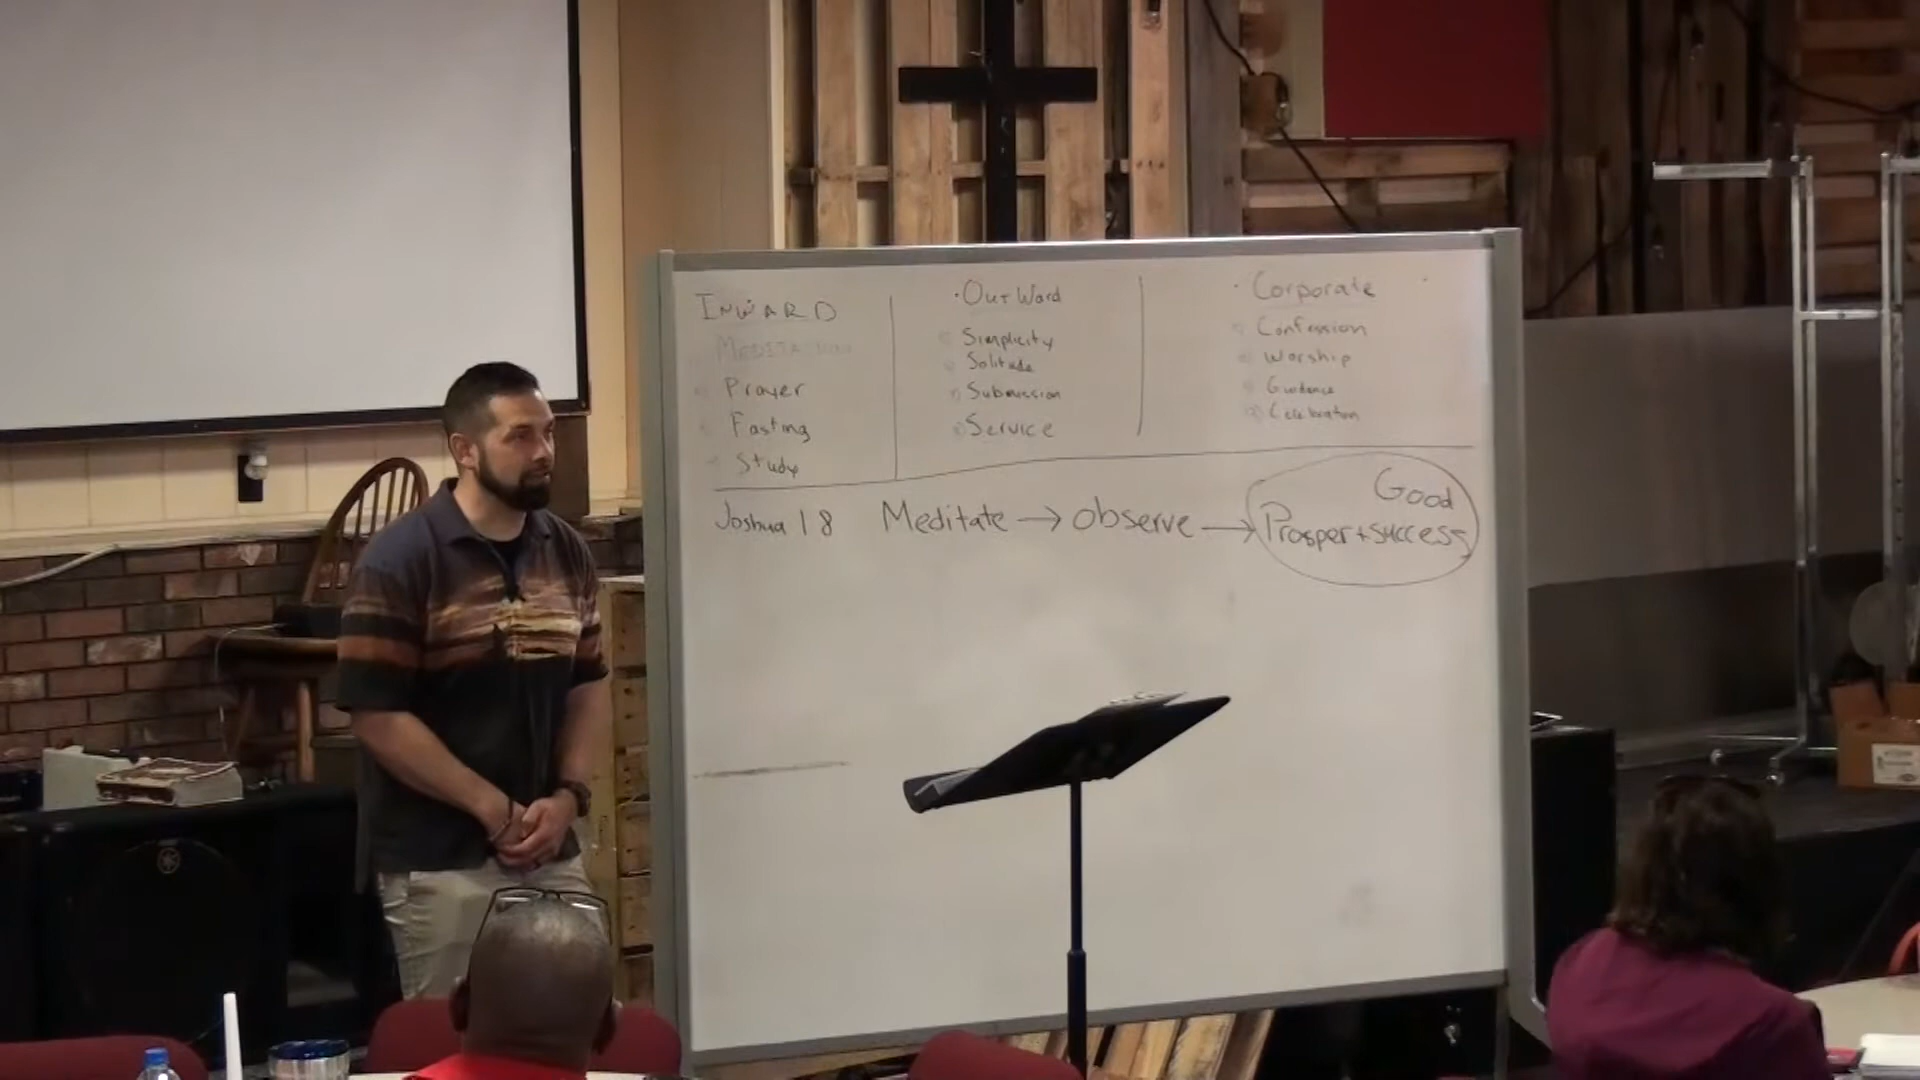 INWARD
MEDITATION
Prayer
Fasting
Study
· OutWard
Simplicity
Solitude
Submission
Service
· Corporate
Confession
Worship
Guidance
Celebration
Joshua 1 8 Meditate → observe → Good
Prosper + success